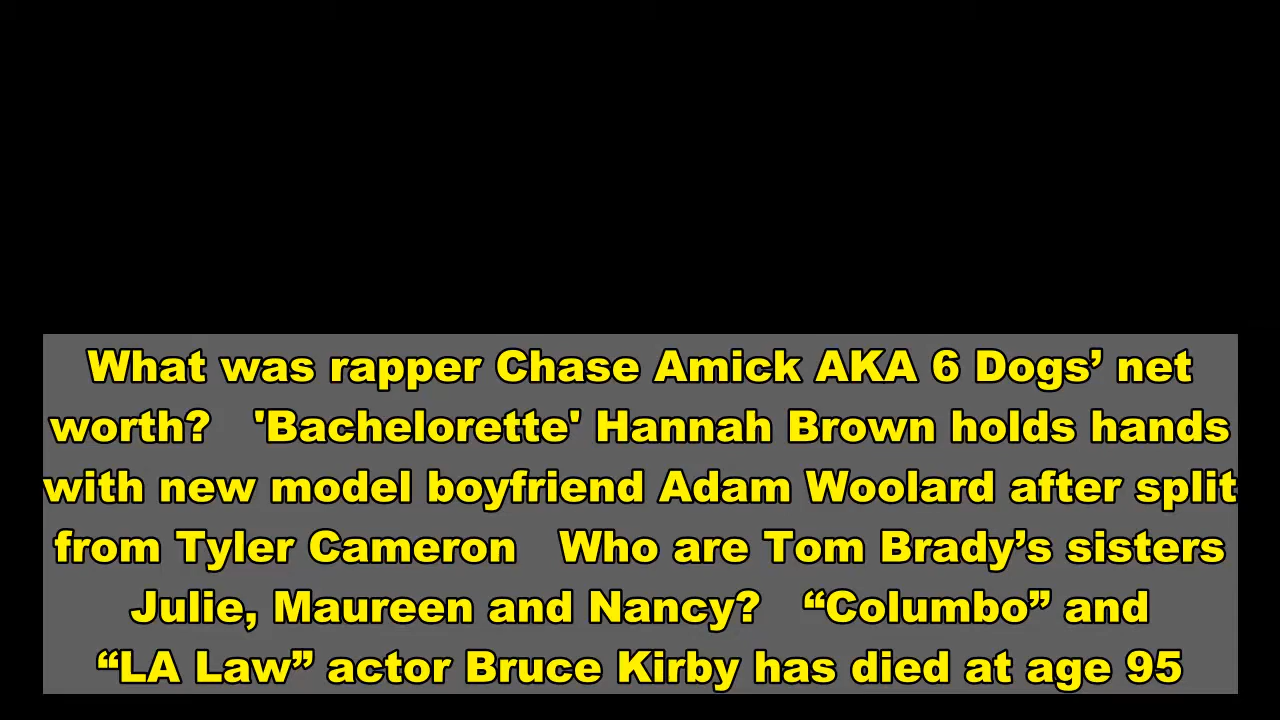 What was rapper Chase Amick AKA 6 Dogs’ net
worth?   'Bachelorette' Hannah Brown holds hands
with new model boyfriend Adam Woolard after split
from Tyler Cameron   Who are Tom Brady’s sisters
Julie, Maureen and Nancy?   “Columbo” and
“LA Law” actor Bruce Kirby has died at age 95